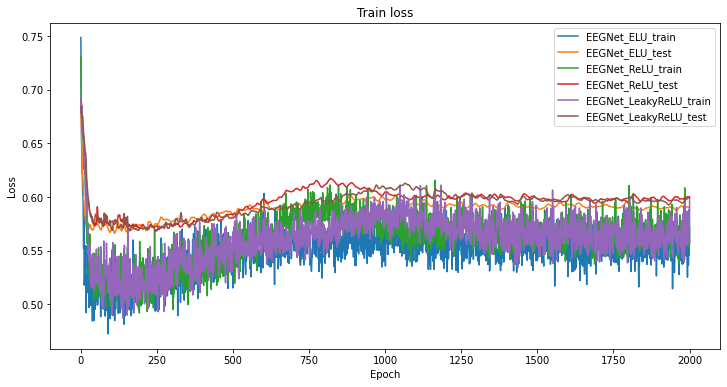 Train loss
EEGNet_ELU_train
EEGNet_ELU_test
EEGNet_ReLU_train
EEGNet_ReLU_test
EEGNet_LeakyReLU_train
EEGNet_LeakyReLU_test
0.75
0.70
0.65
0.60
0.55
0.50
Loss
0 250 500 750 1000 1250 1500 1750 2000
Epoch